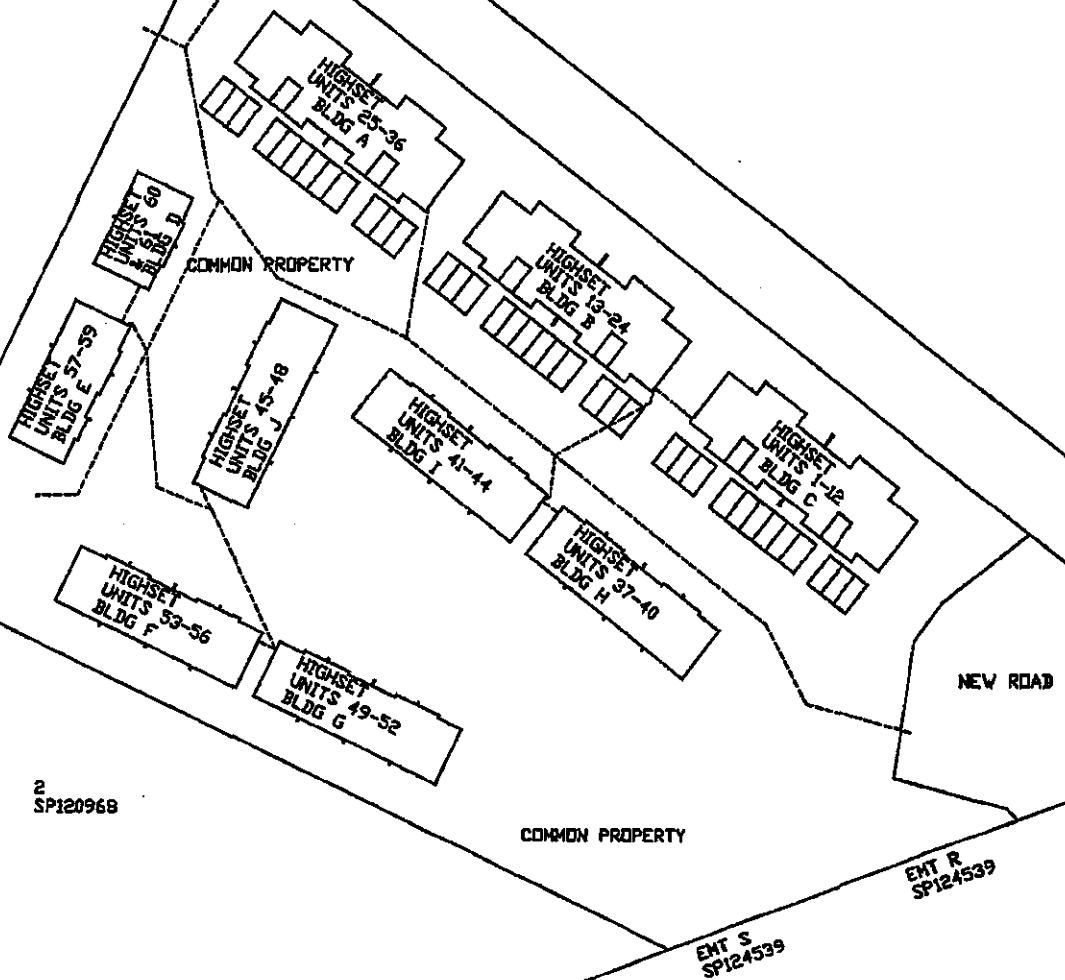 HIGHSET
UNITS 25-36
BLDG A
HIGHSET
UNITS 60
& 61
BLDG D
COMMON PROPERTY
HIGHSET
UNITS 13-24
BLDG B
HIGHSET
UNITS 57-59
BLDG E
HIGHSET
UNITS 45-48
BLDG J
HIGHSET
UNITS 41-44
BLDG I
HIGHSET
UNITS 1-12
BLDG C
HIGHSET
UNITS 37-40
BLDG H
HIGHSET
UNITS 53-56
BLDG F
HIGHSET
UNITS 49-52
BLDG G
NEW ROAD
2
SP120968
COMMON PROPERTY
EMT R
SP124539
EMT S
SP124539